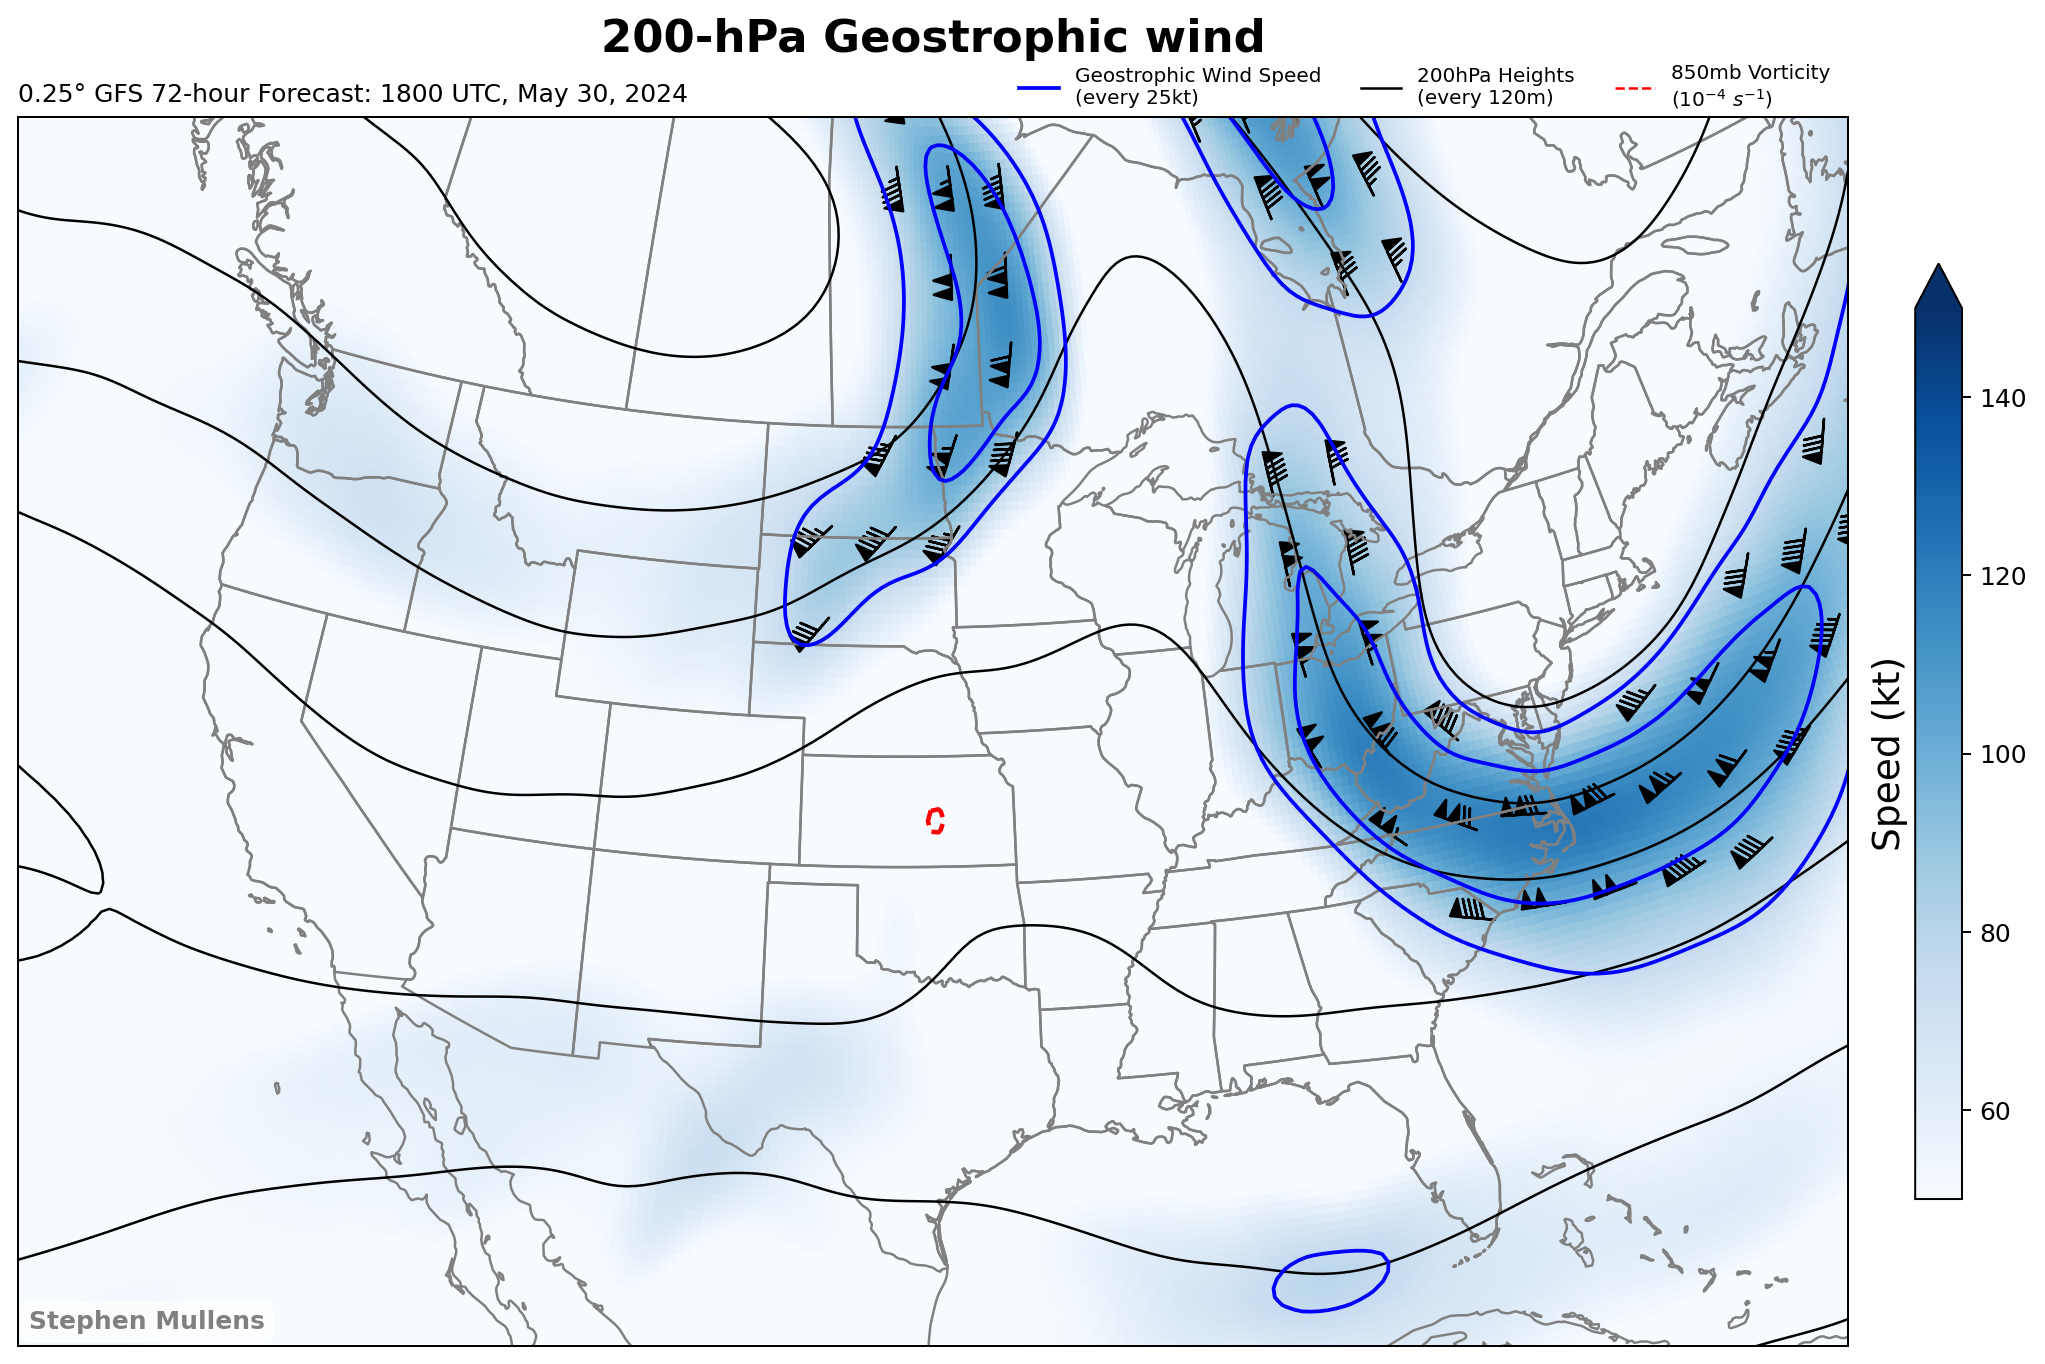 200-hPa Geostrophic wind
0.25° GFS 72-hour Forecast: 1800 UTC, May 30, 2024
Geostrophic Wind Speed
(every 25kt)
200hPa Heights
(every 120m)
850mb Vorticity
(10⁻⁴ s⁻¹)
140
120
100
80
60
Speed (kt)
Stephen Mullens